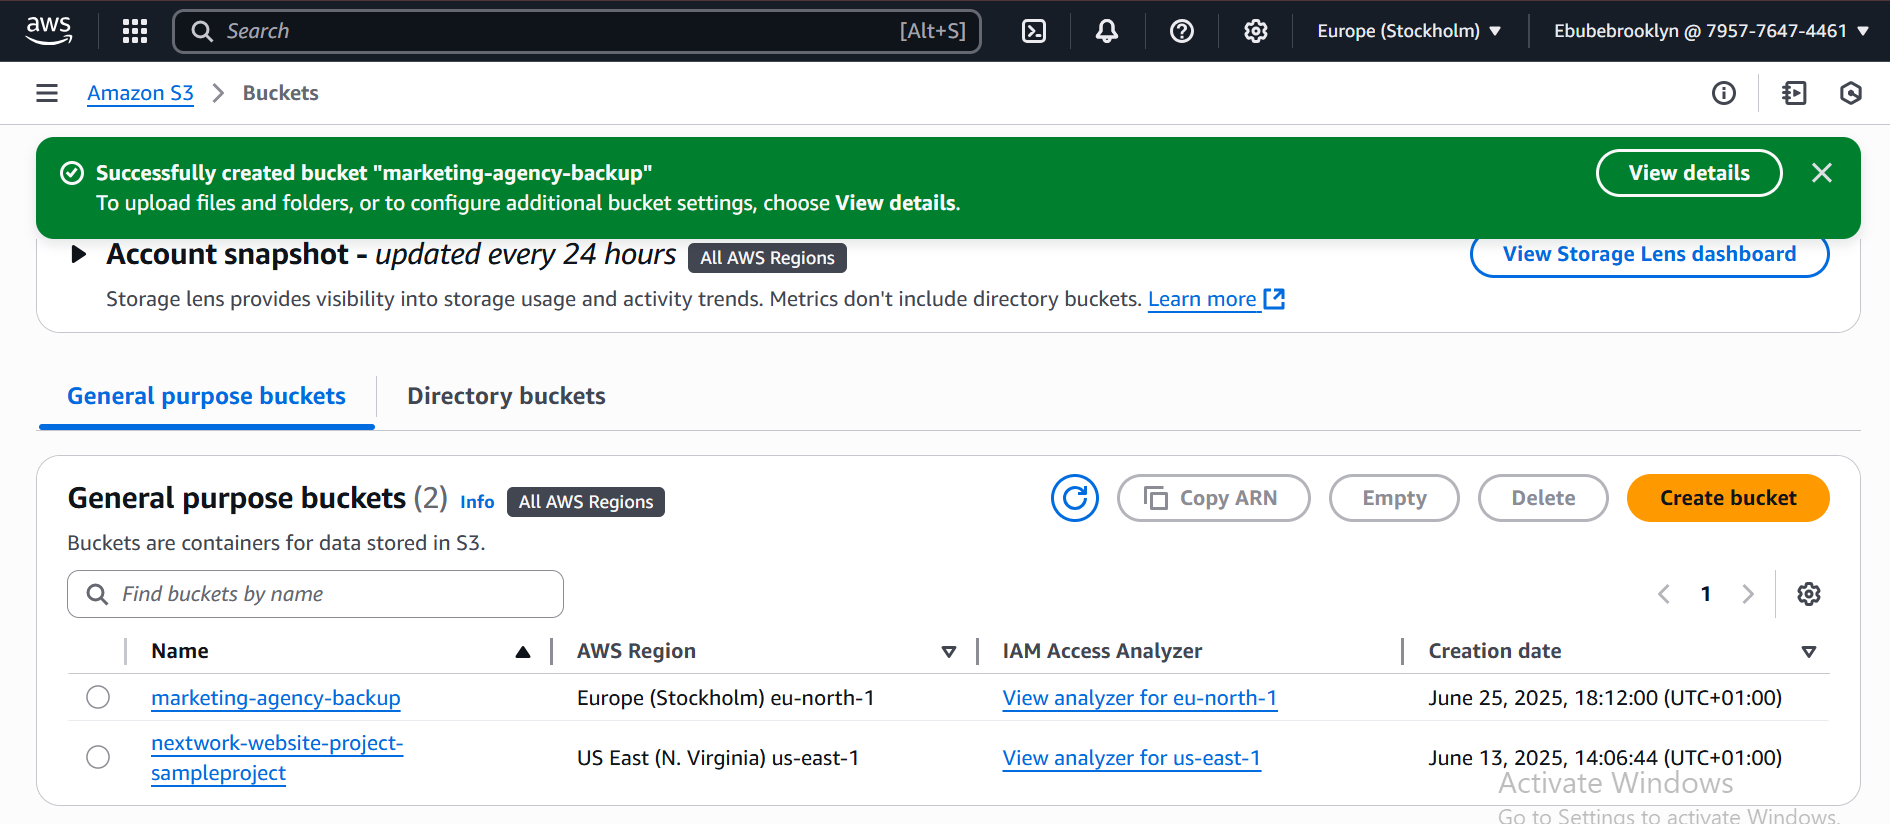 aws
Search [Alt+S]
Europe (Stockholm)
Ebubebrooklyn @ 7957-7647-4461
Amazon S3 > Buckets
Successfully created bucket "marketing-agency-backup"
To upload files and folders, or to configure additional bucket settings, choose View details.
View details
Account snapshot - updated every 24 hours All AWS Regions
View Storage Lens dashboard
Storage lens provides visibility into storage usage and activity trends. Metrics don't include directory buckets. Learn more
General purpose buckets
Directory buckets
General purpose buckets (2) Info All AWS Regions
Copy ARN
Empty
Delete
Create bucket
Buckets are containers for data stored in S3.
Find buckets by name
1
Name AWS Region IAM Access Analyzer Creation date
marketing-agency-backup Europe (Stockholm) eu-north-1 View analyzer for eu-north-1 June 25, 2025, 18:12:00 (UTC+01:00)
nextwork-website-project-
sampleproject
US East (N. Virginia) us-east-1 View analyzer for us-east-1 June 13, 2025, 14:06:44 (UTC+01:00)
Activate Windows
Go to Settings to activate Windows.